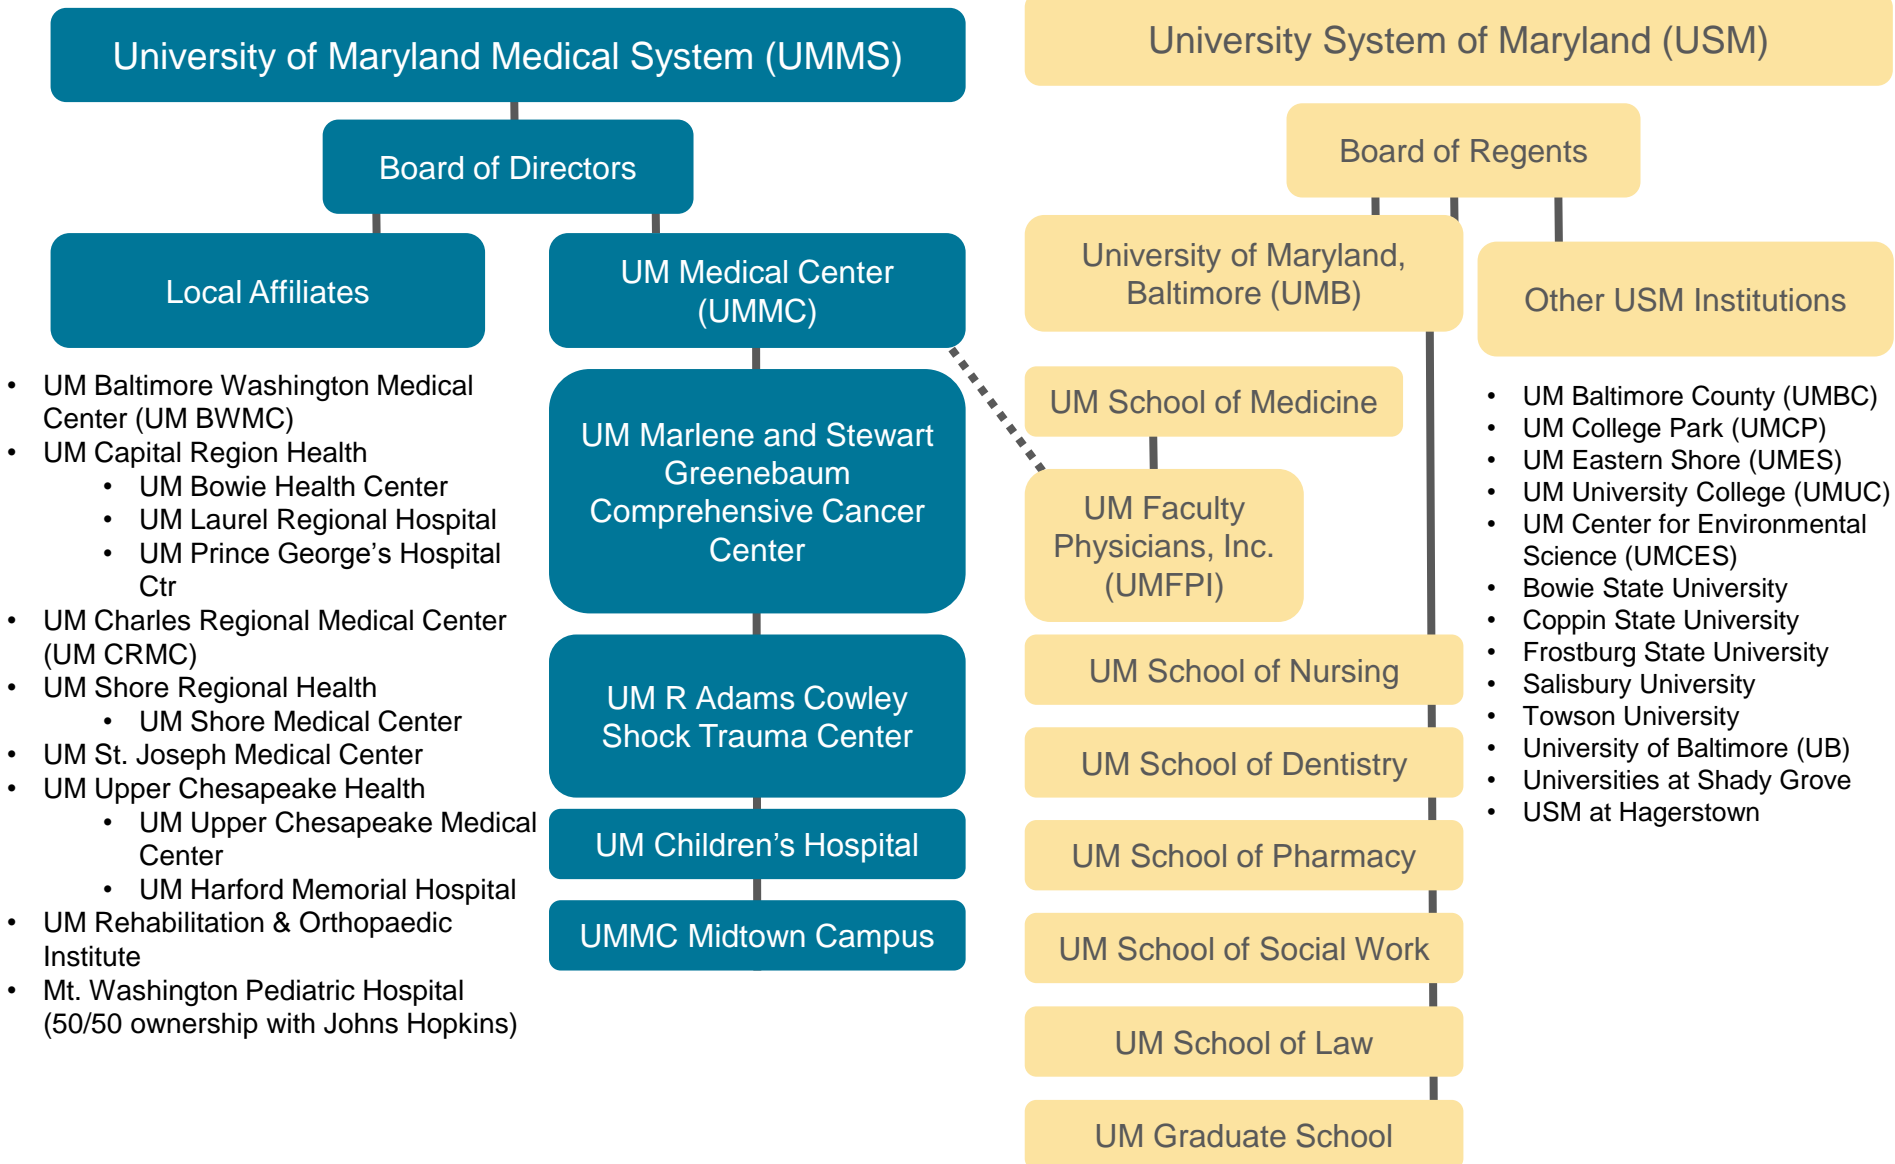 University of Maryland Medical System (UMMS)
Board of Directors
Local Affiliates
• UM Baltimore Washington Medical
Center (UM BWMC)
• UM Capital Region Health
• UM Bowie Health Center
• UM Laurel Regional Hospital
• UM Prince George’s Hospital
Ctr
• UM Charles Regional Medical Center
(UM CRMC)
• UM Shore Regional Health
• UM Shore Medical Center
• UM St. Joseph Medical Center
• UM Upper Chesapeake Health
• UM Upper Chesapeake Medical
Center
• UM Harford Memorial Hospital
• UM Rehabilitation & Orthopaedic
Institute
• Mt. Washington Pediatric Hospital
(50/50 ownership with Johns Hopkins)
UM Medical Center
(UMMC)
UM Marlene and Stewart
Greenebaum
Comprehensive Cancer
Center
UM R Adams Cowley
Shock Trauma Center
UM Children’s Hospital
UMMC Midtown Campus
University System of Maryland (USM)
Board of Regents
University of Maryland,
Baltimore (UMB)
UM School of Medicine
UM Faculty
Physicians, Inc.
(UMFPI)
UM School of Nursing
UM School of Dentistry
UM School of Pharmacy
UM School of Social Work
UM School of Law
UM Graduate School
Other USM Institutions
• UM Baltimore County (UMBC)
• UM College Park (UMCP)
• UM Eastern Shore (UMES)
• UM University College (UMUC)
• UM Center for Environmental
Science (UMCES)
• Bowie State University
• Coppin State University
• Frostburg State University
• Salisbury University
• Towson University
• University of Baltimore (UB)
• Universities at Shady Grove
• USM at Hagerstown